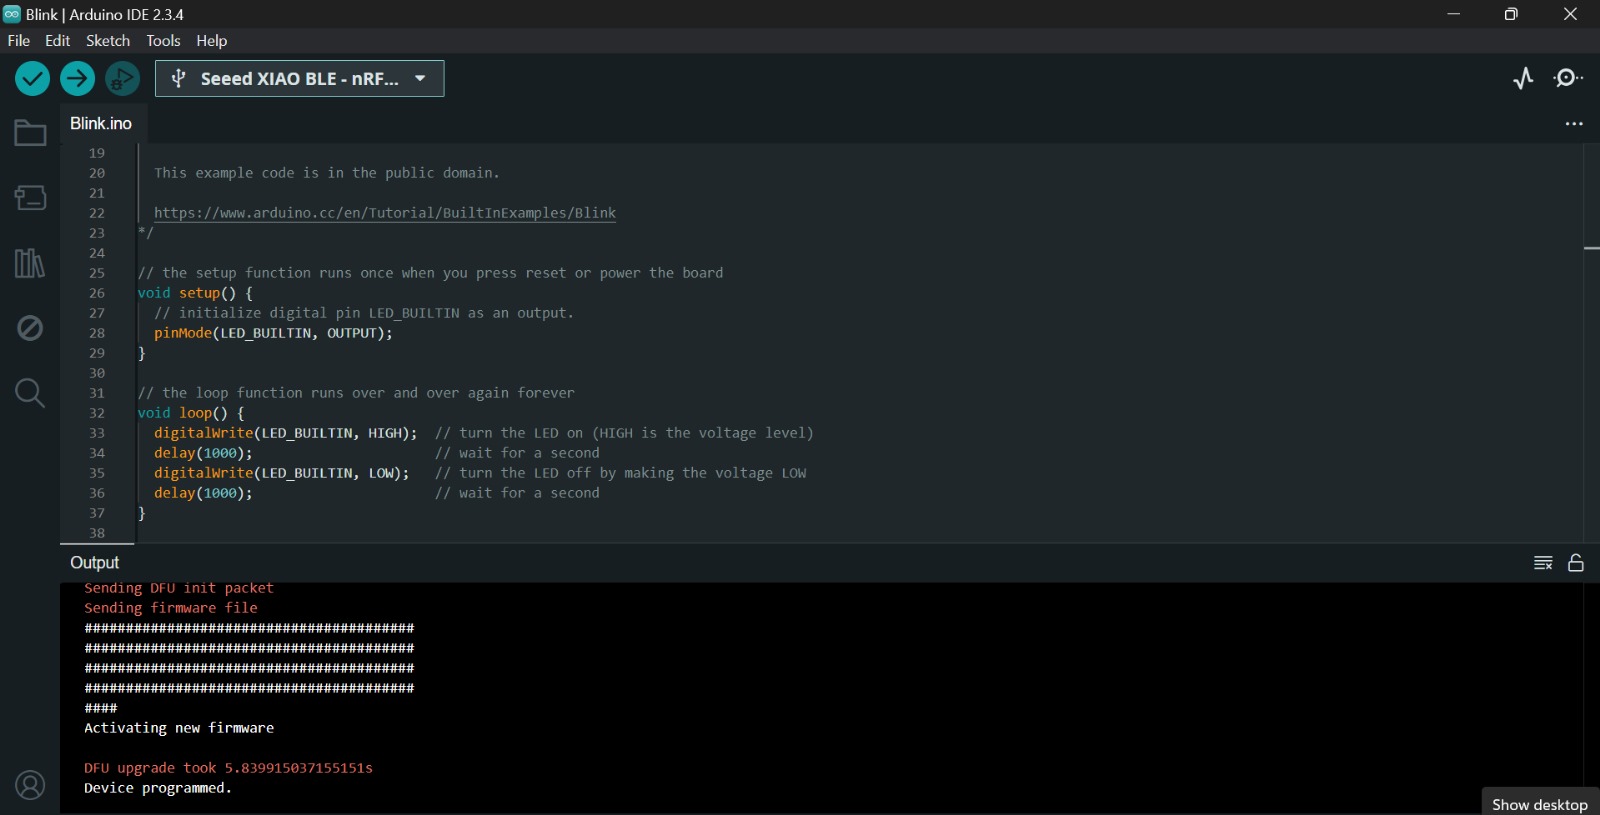 Blink | Arduino IDE 2.3.4
File Edit Sketch Tools Help
Seeed XIAO BLE - nRF...
Blink.ino
19
20 This example code is in the public domain.
21
22 https://www.arduino.cc/en/Tutorial/BuiltInExamples/Blink
23 */
24
25 // the setup function runs once when you press reset or power the board
26 void setup() {
27 // initialize digital pin LED_BUILTIN as an output.
28 pinMode(LED_BUILTIN, OUTPUT);
29 }
30
31 // the loop function runs over and over again forever
32 void loop() {
33 digitalWrite(LED_BUILTIN, HIGH); // turn the LED on (HIGH is the voltage level)
34 delay(1000); // wait for a second
35 digitalWrite(LED_BUILTIN, LOW); // turn the LED off by making the voltage LOW
36 delay(1000); // wait for a second
37 }
38
Output
Sending DFU init packet
Sending firmware file
########################################
########################################
########################################
########################################
####
Activating new firmware
DFU upgrade took 5.839915037155151s
Device programmed.
Show desktop